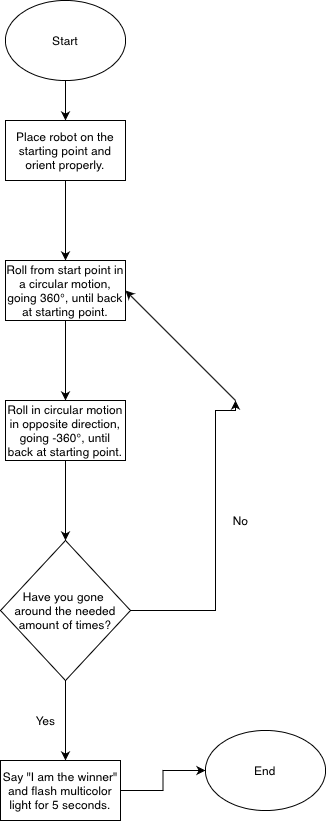 Start
Place robot on the
starting point and
orient properly.
Roll from start point in
a circular motion,
going 360°, until back
at starting point.
Roll in circular motion
in opposite direction,
going -360°, until
back at starting point.
No
Have you gone
around the needed
amount of times?
Yes
Say "I am the winner"
and flash multicolor
light for 5 seconds.
End